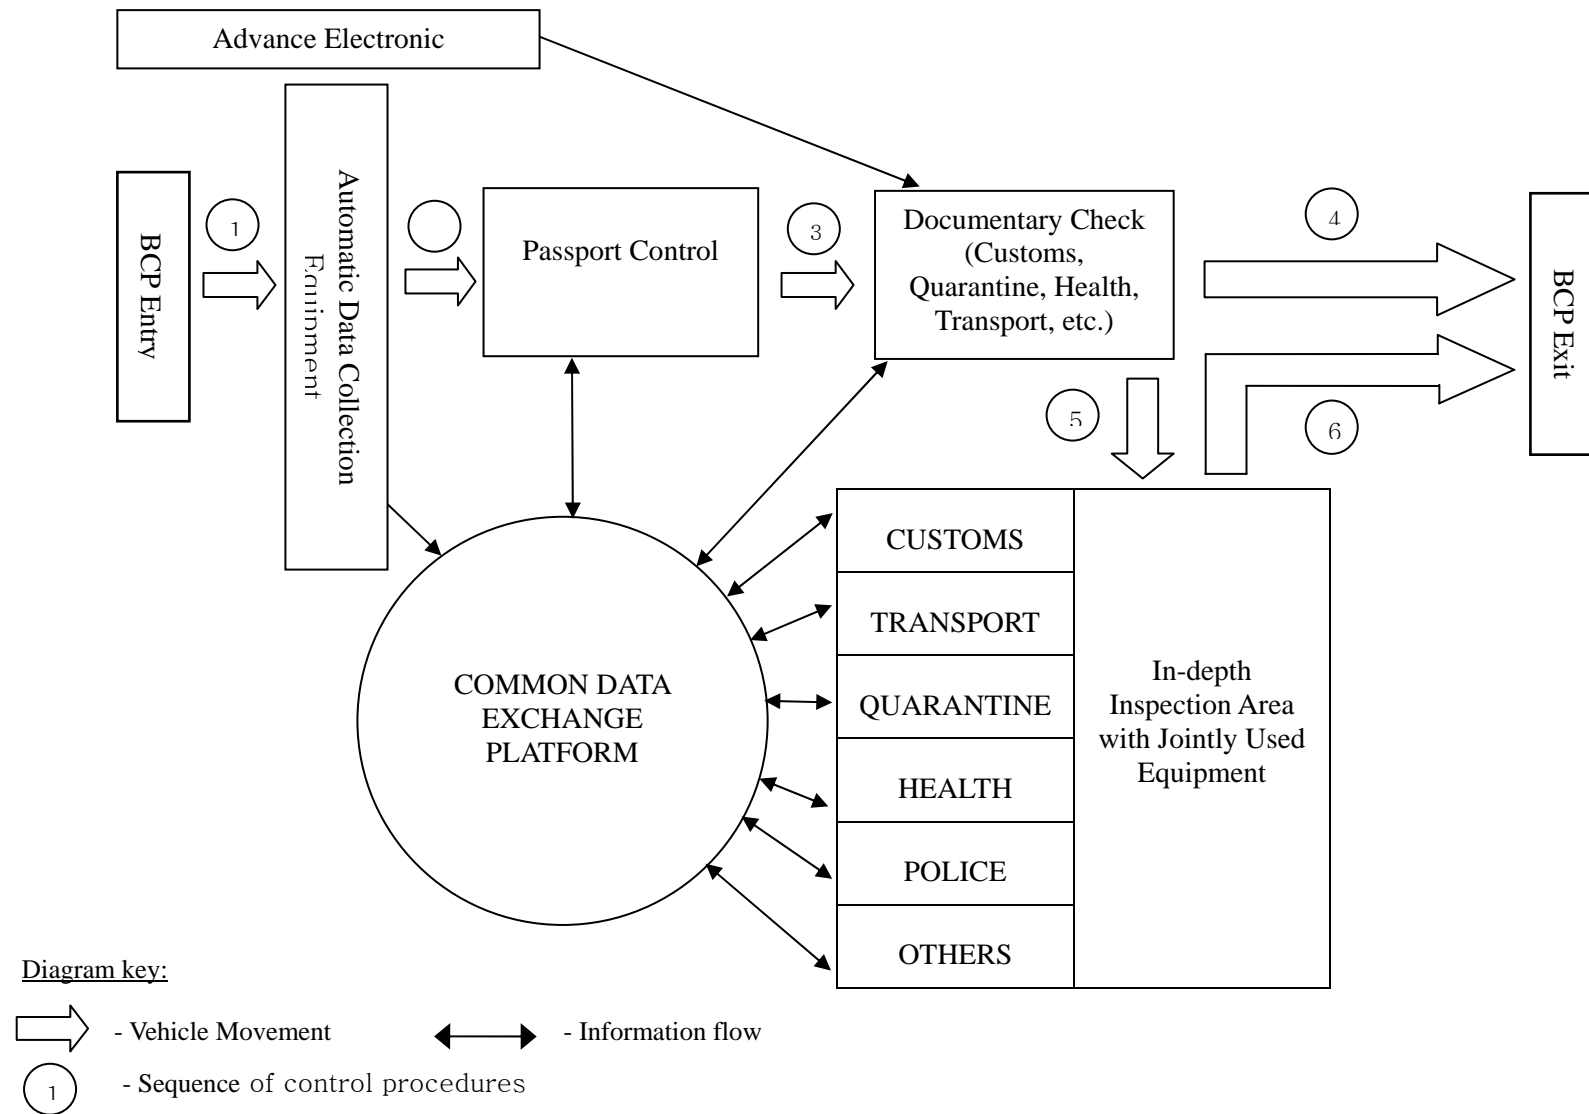 Advance Electronic
BCP Entry
1
Automatic Data Collection
Equipment
Passport Control
3
Documentary Check
(Customs,
Quarantine, Health,
Transport, etc.)
4
BCP Exit
5
6
COMMON DATA
EXCHANGE
PLATFORM
CUSTOMS
TRANSPORT
QUARANTINE
HEALTH
POLICE
OTHERS
In-depth
Inspection Area
with Jointly Used
Equipment
Diagram key:
- Vehicle Movement
- Information flow
1
- Sequence of control procedures